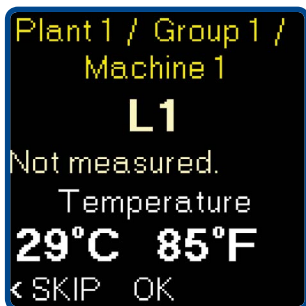 Plant 1 / Group 1 /
Machine 1
L1
Not measured.
Temperature
29°C 85°F
< SKIP OK